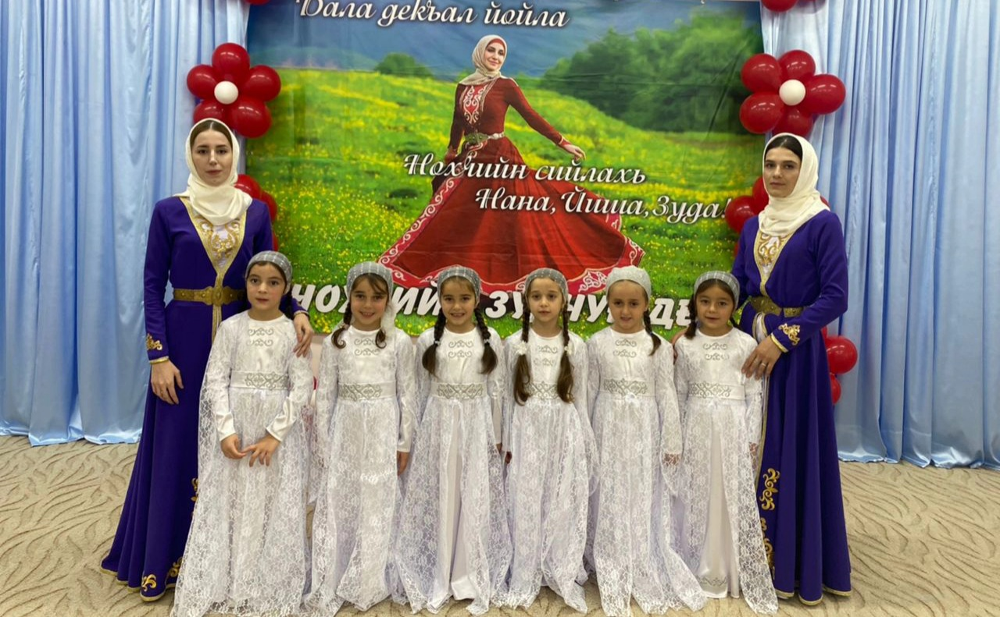 Дала декъал йойла
Нохчийн сийлахь
Нана, Йиша, Зуда!